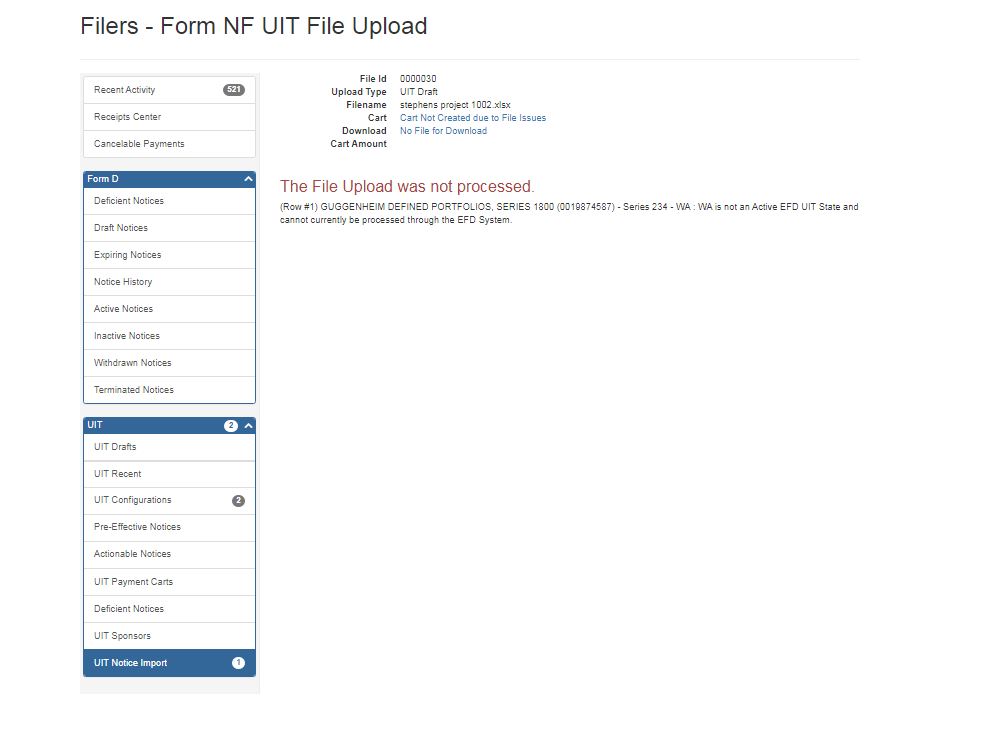 Filers - Form NF UIT File Upload
Recent Activity 521
Receipts Center
Cancelable Payments
Form D
Deficient Notices
Draft Notices
Expiring Notices
Notice History
Active Notices
Inactive Notices
Withdrawn Notices
Terminated Notices
UIT 2
UIT Drafts
UIT Recent
UIT Configurations 2
Pre-Effective Notices
Actionable Notices
UIT Payment Carts
Deficient Notices
UIT Sponsors
UIT Notice Import 1
File Id 0000030
Upload Type UIT Draft
Filename stephens project 1002.xlsx
Cart Cart Not Created due to File Issues
Download No File for Download
Cart Amount
The File Upload was not processed.
(Row #1) GUGGENHEIM DEFINED PORTFOLIOS, SERIES 1800 (0019874587) - Series 234 - WA : WA is not an Active EFD UIT State and
cannot currently be processed through the EFD System.